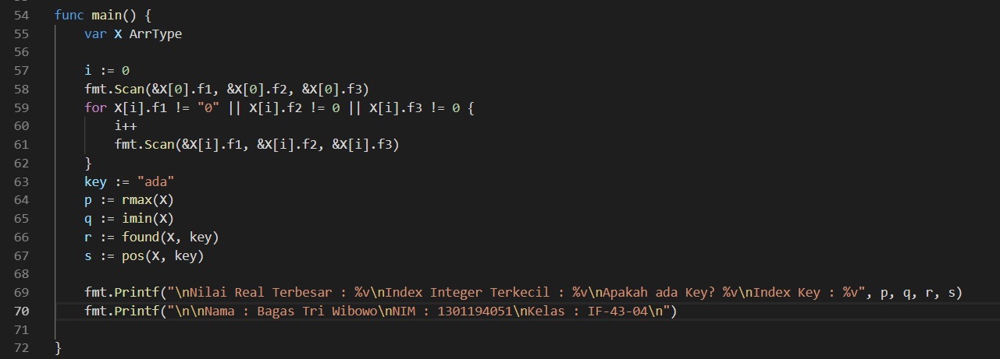 54 func main() {
55     var X ArrType
56
57     i := 0
58     fmt.Scan(&X[0].f1, &X[0].f2, &X[0].f3)
59     for X[i].f1 != "0" || X[i].f2 != 0 || X[i].f3 != 0 {
60         i++
61         fmt.Scan(&X[i].f1, &X[i].f2, &X[i].f3)
62     }
63     key := "ada"
64     p := rmax(X)
65     q := imin(X)
66     r := found(X, key)
67     s := pos(X, key)
68
69     fmt.Printf("\nNilai Real Terbesar : %v\nIndex Integer Terkecil : %v\nApakah ada Key? %v\nIndex Key : %v", p, q, r, s)
70     fmt.Printf("\n\nNama : Bagas Tri Wibowo\nNIM : 1301194051\nKelas : IF-43-04\n")
71
72 }